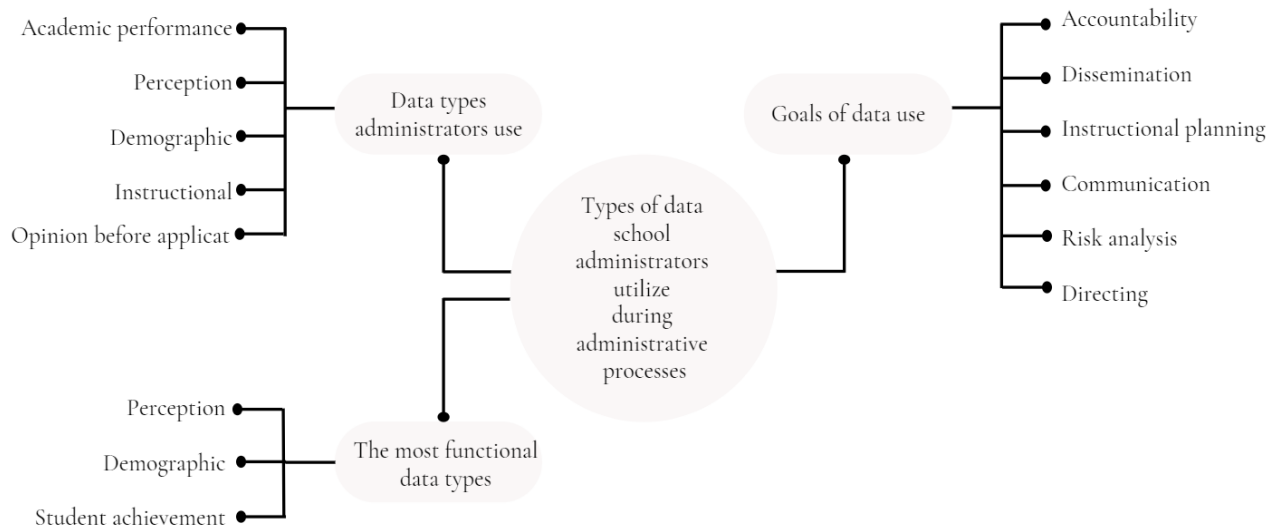 Academic performance
Perception
Demographic
Instructional
Opinion before applicat
Data types
administrators use
Goals of data use
Accountability
Dissemination
Instructional planning
Communication
Risk analysis
Directing
Types of data
school
administrators
utilize
during
administrative
processes
Perception
Demographic
Student achievement
The most functional
data types